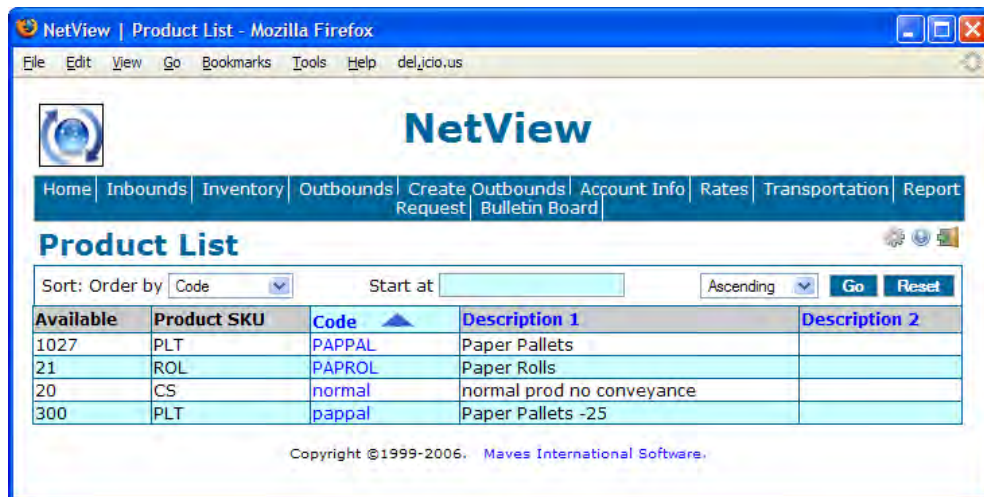 NetView | Product List - Mozilla Firefox
File Edit View Go Bookmarks Tools Help del.icio.us
NetView
Home| Inbounds| Inventory| Outbounds| Create Outbounds| Account Info| Rates| Transportation| Report
Request| Bulletin Board|
Product List
Sort: Order by Code Start at Ascending Go Reset
Available Product SKU Code Description 1 Description 2
1027 PLT PAPPAL Paper Pallets
21 ROL PAPROL Paper Rolls
20 CS normal normal prod no conveyance
300 PLT pappal Paper Pallets -25
Copyright ©1999-2006. Maves International Software.